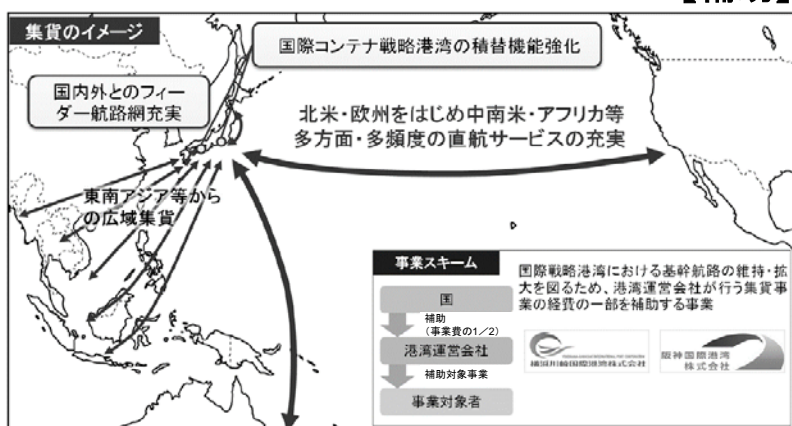 集貨のイメージ
国際コンテナ戦略港湾の積替機能強化
国内外とのフィー
ダー航路網充実
北米・欧州をはじめ中南米・アフリカ等
多方面・多頻度の直航サービスの充実
東南アジア等から
の広域集貨
事業スキーム
国
補助
(事業費の1/2)
港湾運営会社
補助対象事業
事業対象者
国際戦略港湾における基幹航路の維持・拡
大を図るため、港湾運営会社が行う集貨事
業の経費の一部を補助する事業
横浜川崎国際港湾株式会社
阪神国際港湾
株式会社